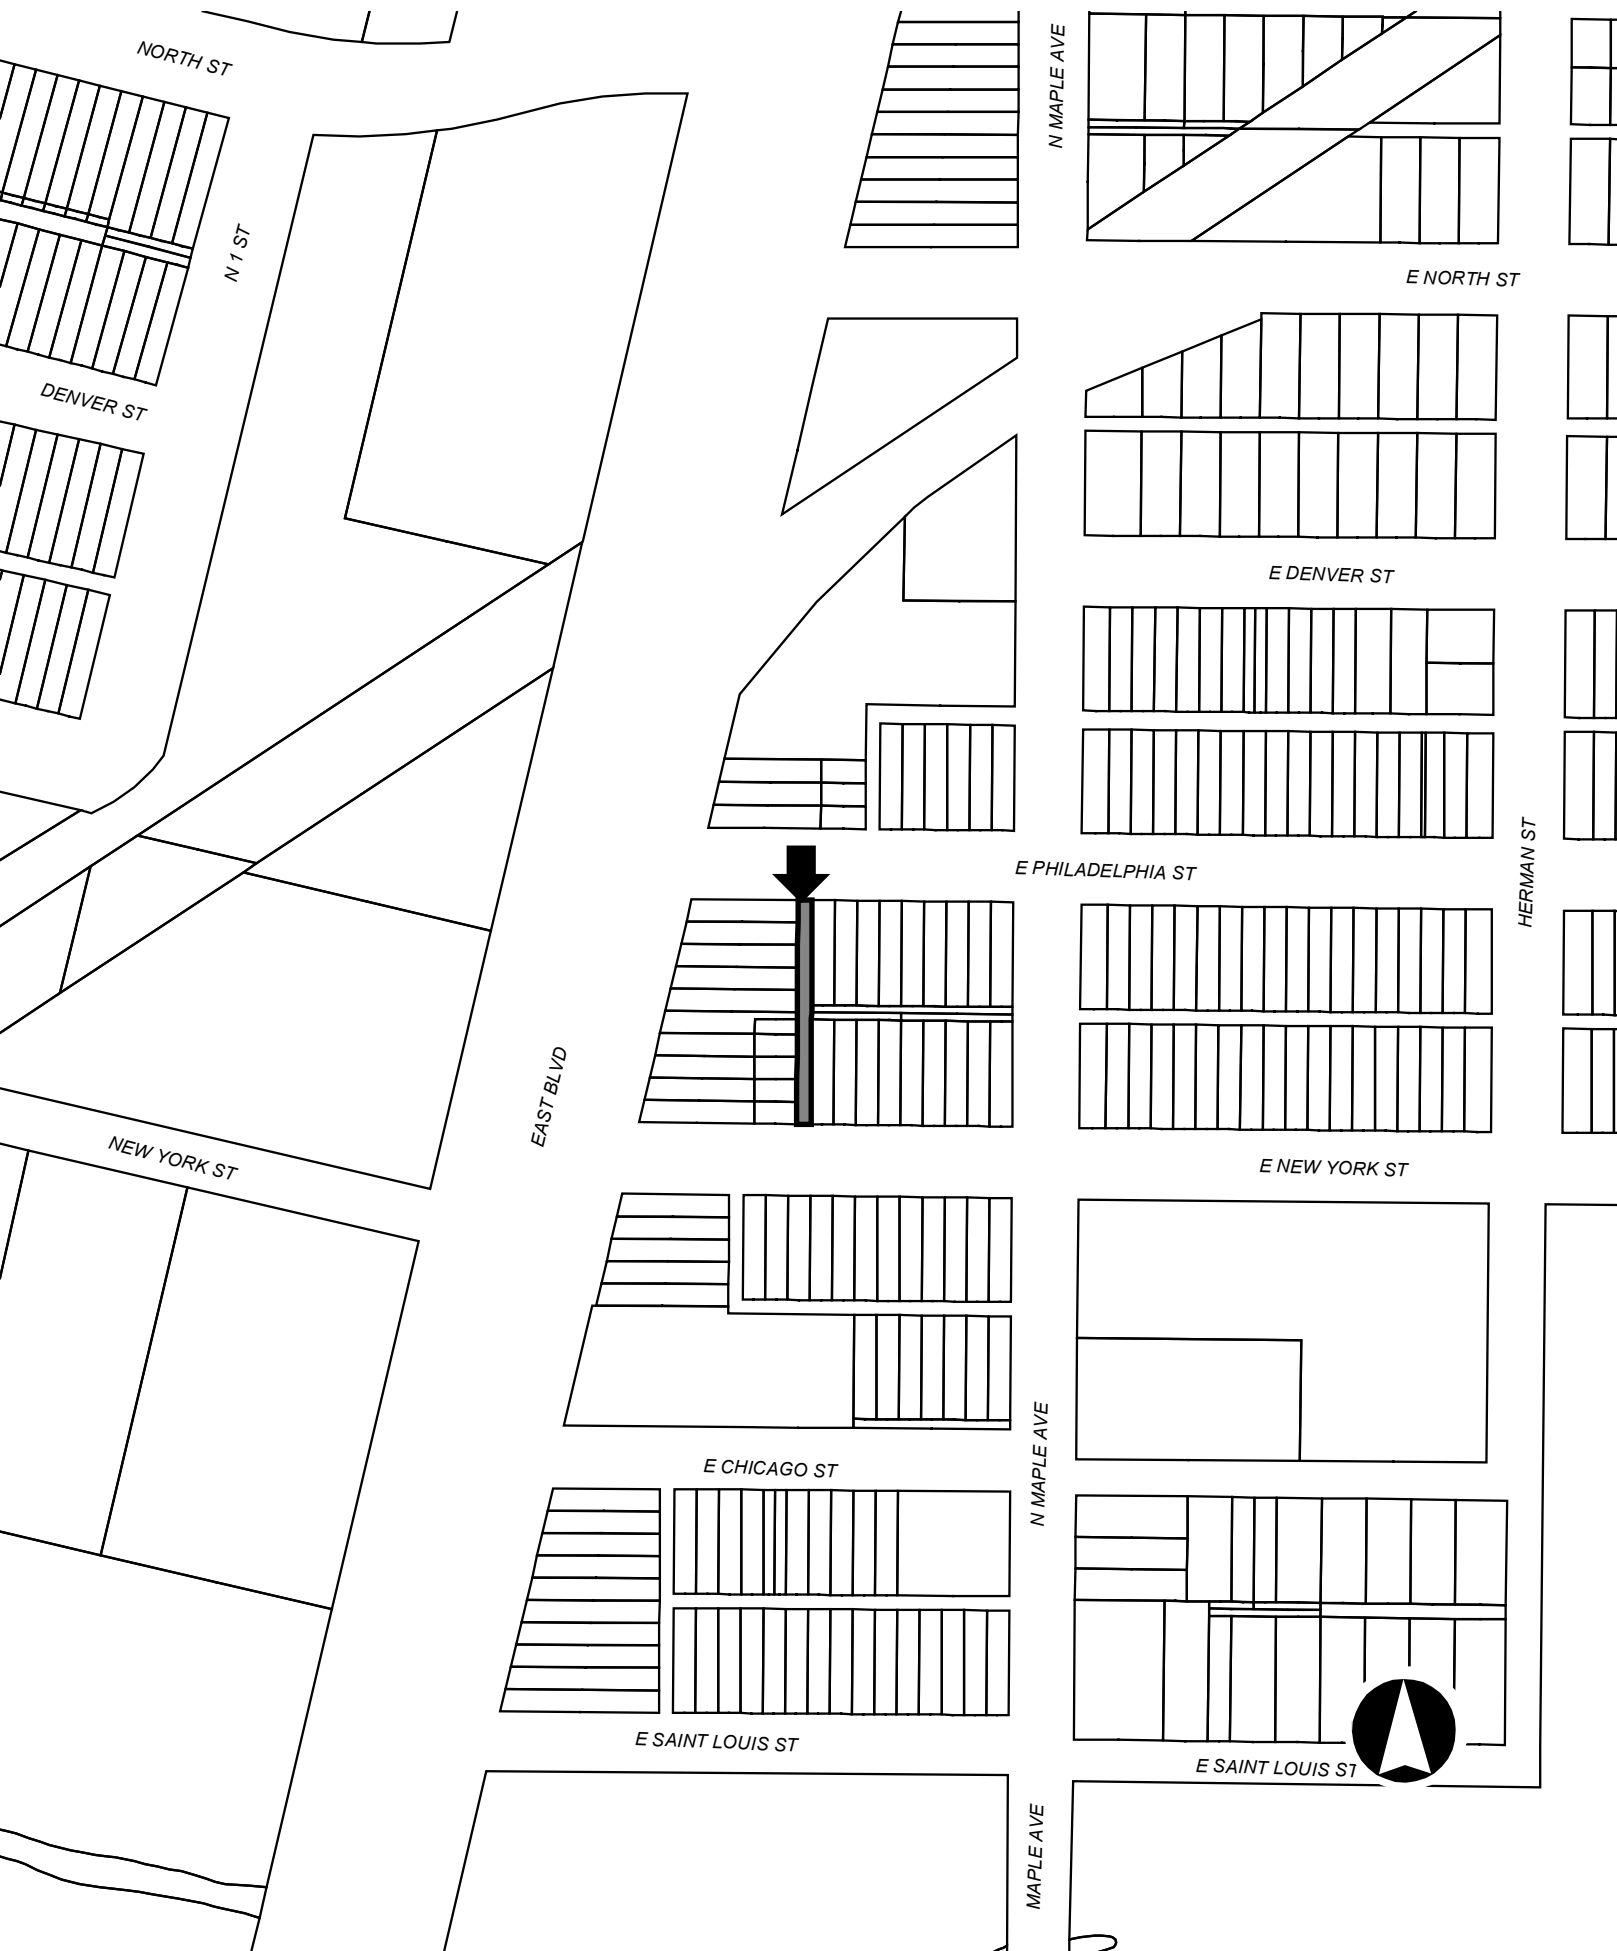 NORTH ST
N MAPLE AVE
N 1 ST
E NORTH ST
DENVER ST
E DENVER ST
E PHILADELPHIA ST
HERMAN ST
EAST BLVD
NEW YORK ST
E NEW YORK ST
E CHICAGO ST
N MAPLE AVE
E SAINT LOUIS ST
E SAINT LOUIS ST
MAPLE AVE